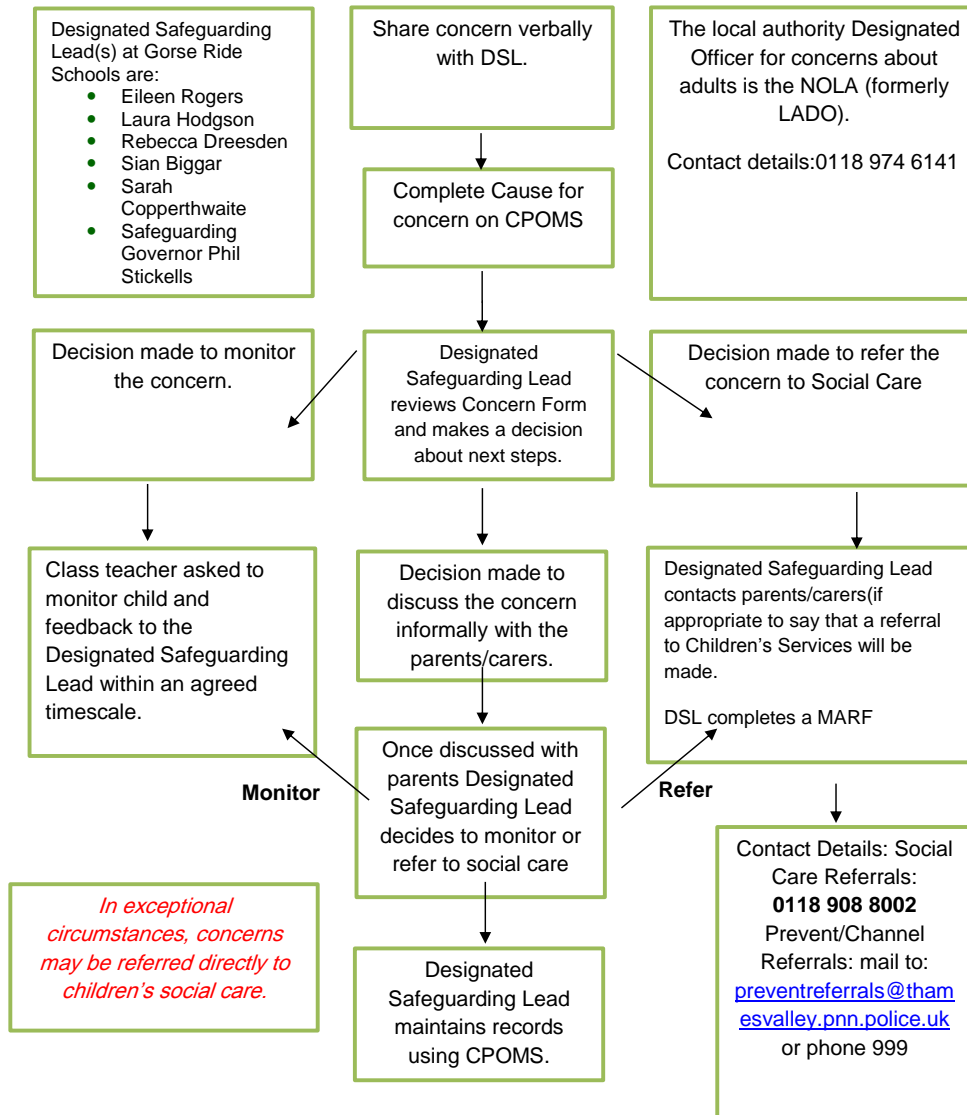 Designated Safeguarding
Lead(s) at Gorse Ride
Schools are:
• Eileen Rogers
• Laura Hodgson
• Rebecca Dreesden
• Sian Biggar
• Sarah
Copperthwaite
• Safeguarding
Governor Phil
Stickells
Share concern verbally
with DSL.
The local authority Designated
Officer for concerns about
adults is the NOLA (formerly
LADO).
Contact details:0118 974 6141
Complete Cause for
concern on CPOMS
Decision made to monitor
the concern.
Designated
Safeguarding Lead
reviews Concern Form
and makes a decision
about next steps.
Decision made to refer the
concern to Social Care
Class teacher asked to
monitor child and
feedback to the
Designated Safeguarding
Lead within an agreed
timescale.
Decision made to
discuss the concern
informally with the
parents/carers.
Designated Safeguarding Lead
contacts parents/carers(if
appropriate to say that a referral
to Children’s Services will be
made.
DSL completes a MARF
Monitor
Once discussed with
parents Designated
Safeguarding Lead
decides to monitor or
refer to social care
Refer
In exceptional
circumstances, concerns
may be referred directly to
children’s social care.
Designated
Safeguarding Lead
maintains records
using CPOMS.
Contact Details: Social
Care Referrals:
0118 908 8002
Prevent/Channel
Referrals: mail to:
preventreferrals@tham
esvalley.pnn.police.uk
or phone 999